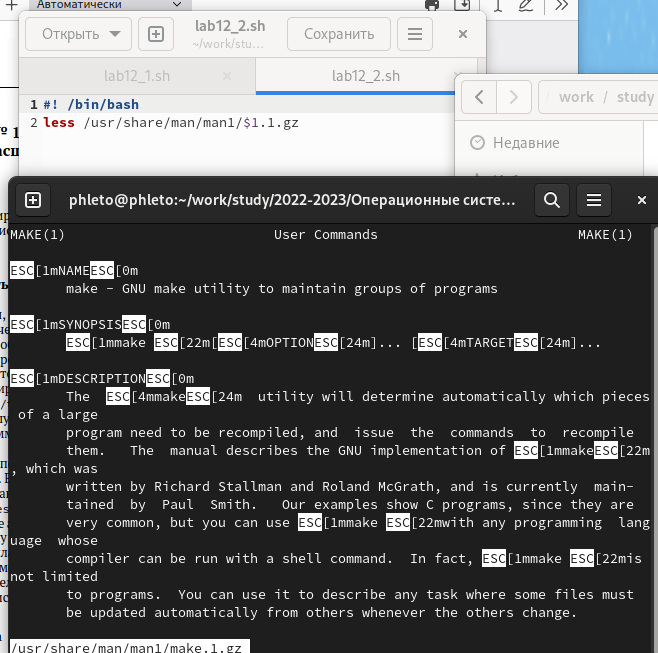 Автоматически
Открыть
lab12_2.sh
~/work/stu…
Сохранить
lab12_1.sh
lab12_2.sh
1 #! /bin/bash
2 less /usr/share/man/man1/$1.1.gz
work / study
Недавние
phleto@phleto:~/work/study/2022-2023/Операционные систе…
MAKE(1) User Commands MAKE(1)
ESC[1mNAMEESC[0m
make - GNU make utility to maintain groups of programs
ESC[1mSYNOPSISESC[0m
ESC[1mmake ESC[22m[ESC[4mOPTIONESC[24m]... [ESC[4mTARGETESC[24m]...
ESC[1mDESCRIPTIONESC[0m
The ESC[4mmakeESC[24m utility will determine automatically which pieces
of a large
program need to be recompiled, and issue the commands to recompile
them. The manual describes the GNU implementation of ESC[1mmakeESC[22m
, which was
written by Richard Stallman and Roland McGrath, and is currently main-
tained by Paul Smith. Our examples show C programs, since they are
very common, but you can use ESC[1mmake ESC[22mwith any programming lang
uage whose
compiler can be run with a shell command. In fact, ESC[1mmake ESC[22mis
not limited
to programs. You can use it to describe any task where some files must
be updated automatically from others whenever the others change.
/usr/share/man/man1/make.1.gz